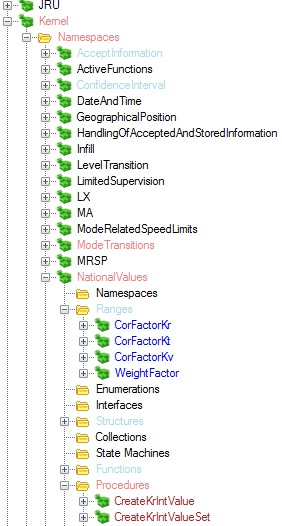 JRU
Kernel
Namespaces
AcceptInformation
ActiveFunctions
ConfidenceInterval
DateAndTime
GeographicalPosition
HandlingOfAcceptedAndStoredInformation
Infill
LevelTransition
LimitedSupervision
LX
MA
ModeRelatedSpeedLimits
ModeTransitions
MRSP
NationalValues
Namespaces
Ranges
CorFactorKr
CorFactorKt
CorFactorKv
WeightFactor
Enumerations
Interfaces
Structures
Collections
State Machines
Functions
Procedures
CreateKrIntValue
CreateKrIntValueSet